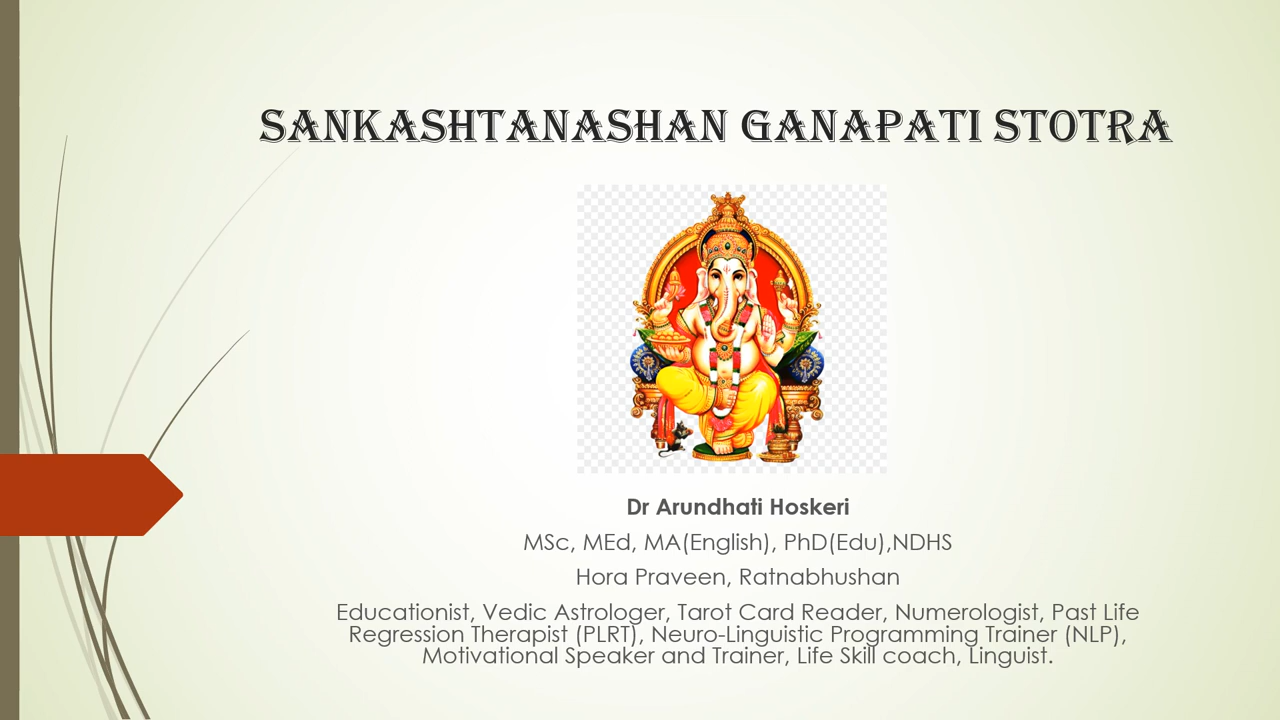 SANKASHTANASHAN GANAPATI STOTRA
Dr Arundhati Hoskeri
MSc, MEd, MA(English), PhD(Edu),NDHS
Hora Praveen, Ratnabhushan
Educationist, Vedic Astrologer, Tarot Card Reader, Numerologist, Past Life
Regression Therapist (PLRT), Neuro-Linguistic Programming Trainer (NLP),
Motivational Speaker and Trainer, Life Skill coach, Linguist.